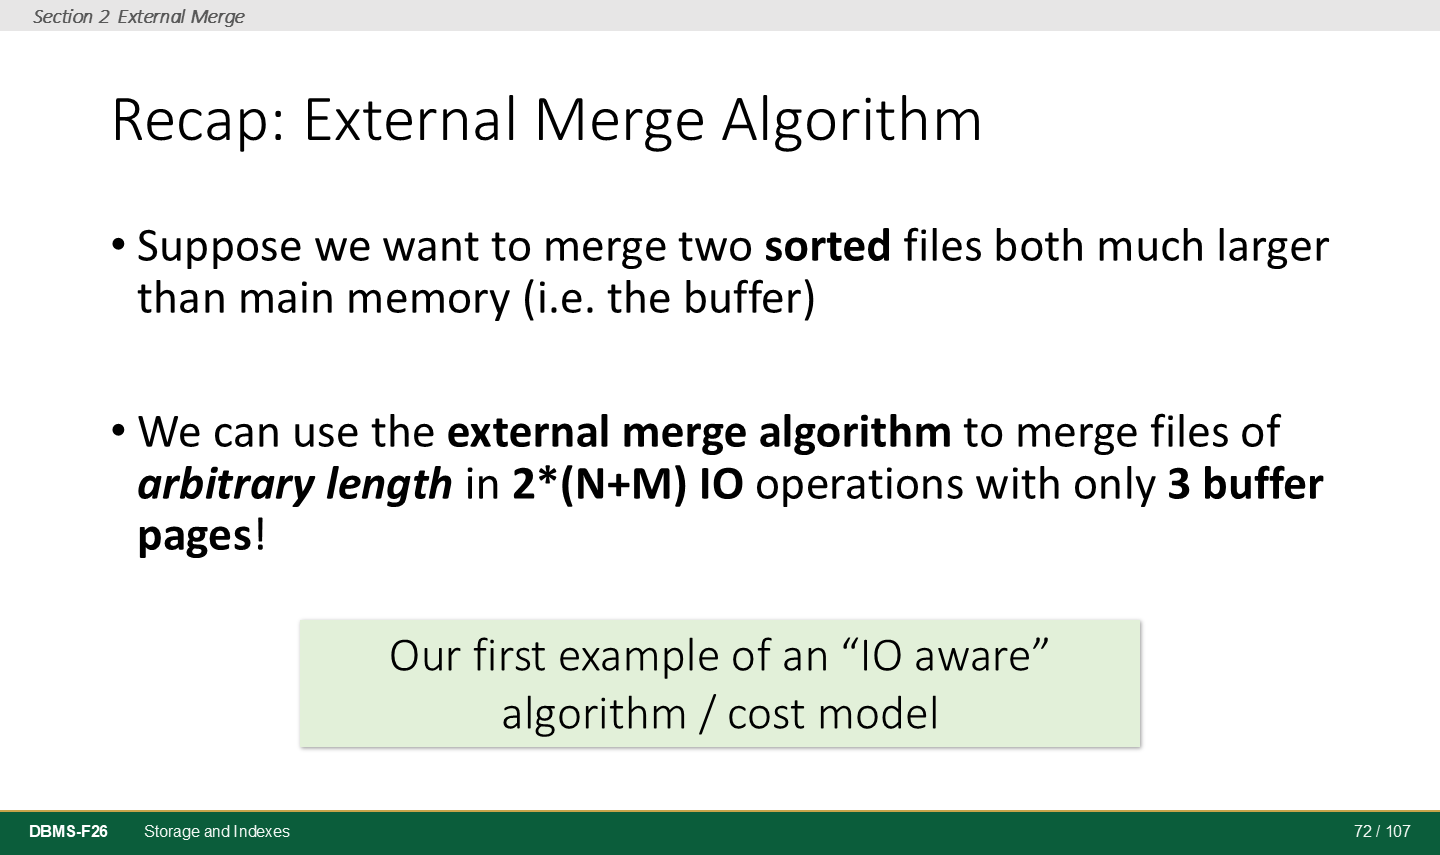 Section 2 External Merge
Recap: External Merge Algorithm
• Suppose we want to merge two sorted files both much larger
than main memory (i.e. the buffer)
• We can use the external merge algorithm to merge files of
arbitrary length in 2*(N+M) IO operations with only 3 buffer
pages!
Our first example of an “IO aware”
algorithm / cost model
DBMS-F26 Storage and Indexes 72 / 107